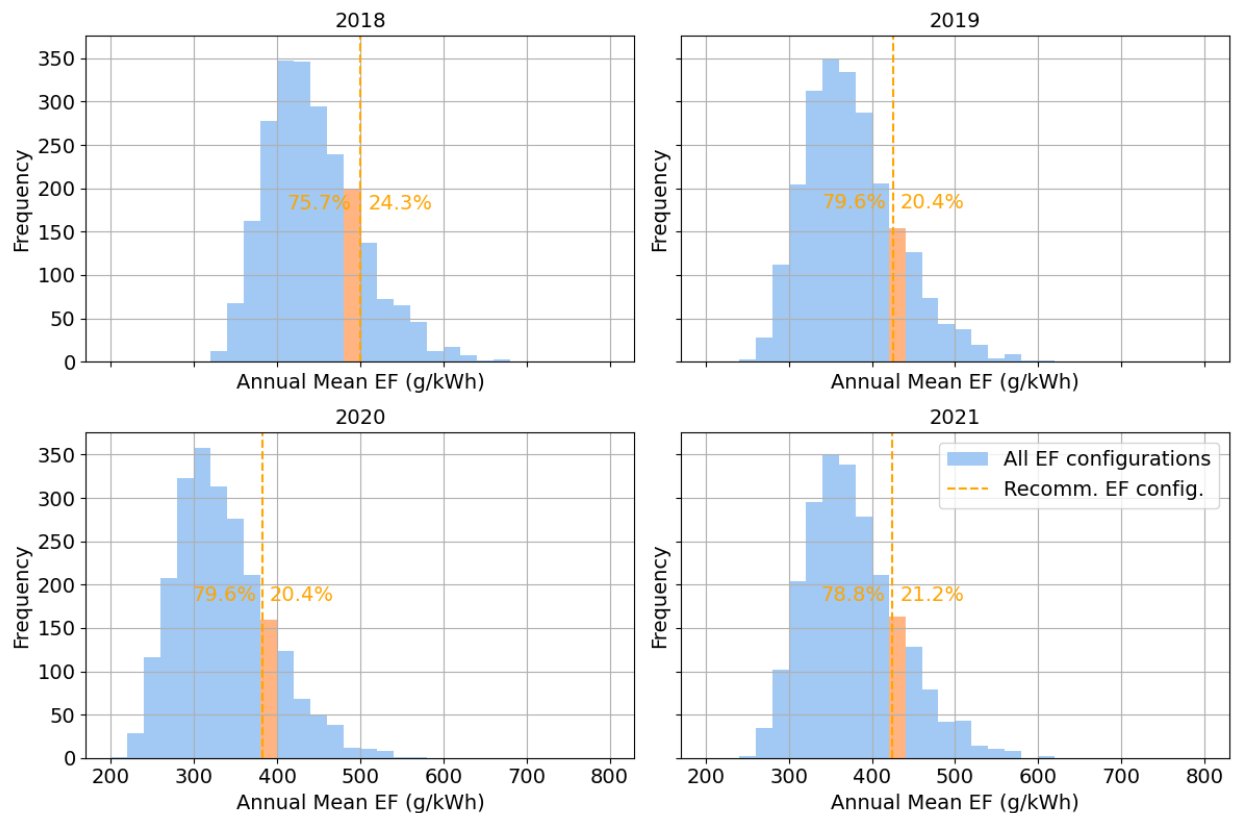 2018
350
300
250
200
150
100
50
0
Frequency
75.7% 24.3%
Annual Mean EF (g/kWh)
2019
Frequency
79.6% 20.4%
Annual Mean EF (g/kWh)
2020
350
300
250
200
150
100
50
0
Frequency
79.6% 20.4%
200 300 400 500 600 700 800
Annual Mean EF (g/kWh)
2021
All EF configurations
Recomm. EF config.
Frequency
78.8% 21.2%
200 300 400 500 600 700 800
Annual Mean EF (g/kWh)